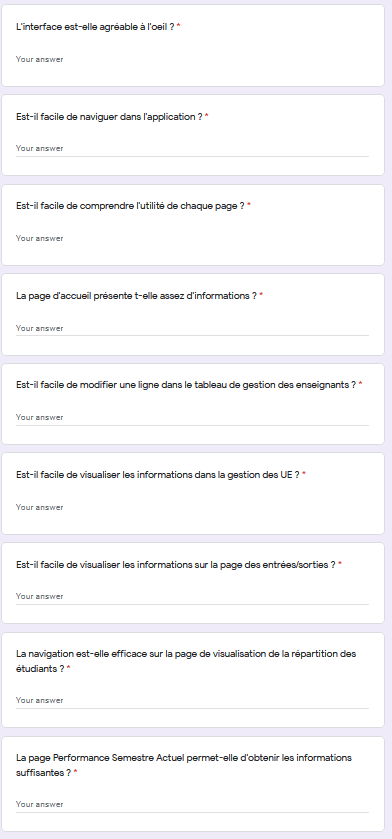 L'interface est-elle agréable à l'oeil ? *
Your answer
Est-il facile de naviguer dans l'application ? *
Your answer
Est-il facile de comprendre l'utilité de chaque page ? *
Your answer
La page d'accueil présente t-elle assez d'informations ? *
Your answer
Est-il facile de modifier une ligne dans le tableau de gestion des enseignants ? *
Your answer
Est-il facile de visualiser les informations dans la gestion des UE ? *
Your answer
Est-il facile de visualiser les informations sur la page des entrées/sorties ? *
Your answer
La navigation est-elle efficace sur la page de visualisation de la répartition des
étudiants ? *
Your answer
La page Performance Semestre Actuel permet-elle d'obtenir les informations
suffisantes ? *
Your answer